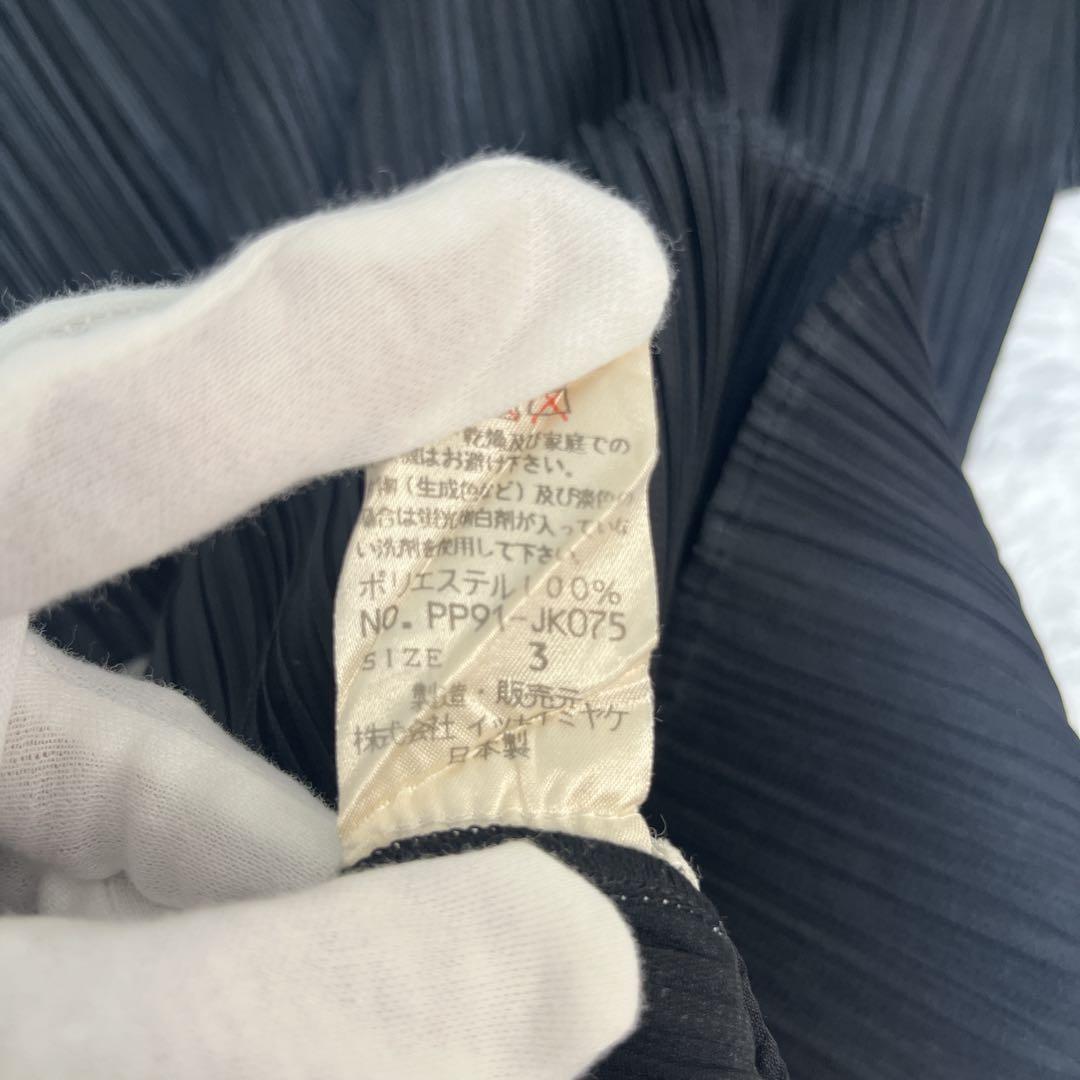 乾燥及び家庭での
はお避け下さい。
（生成色など）及び淡色の
場合は蛍光増白剤が入っていな
い洗剤を使用して下さい。
ポリエステル100%
NO. PP91-JK075
SIZE 3
製造・販売元
株式会社 イッセイミヤケ
日本製